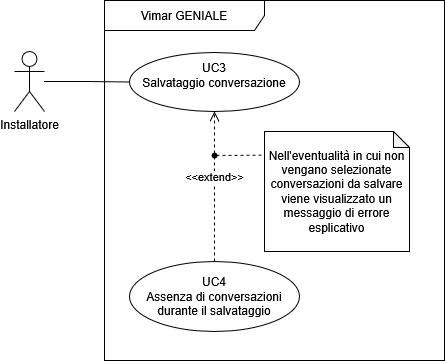 Vimar GENIALE
UC3
Salvataggio conversazione
Installatore
Nell'eventualità in cui non
vengano selezionate
conversazioni da salvare
viene visualizzato un
messaggio di errore
esplicativo
<<extend>>
UC4
Assenza di conversazioni
durante il salvataggio